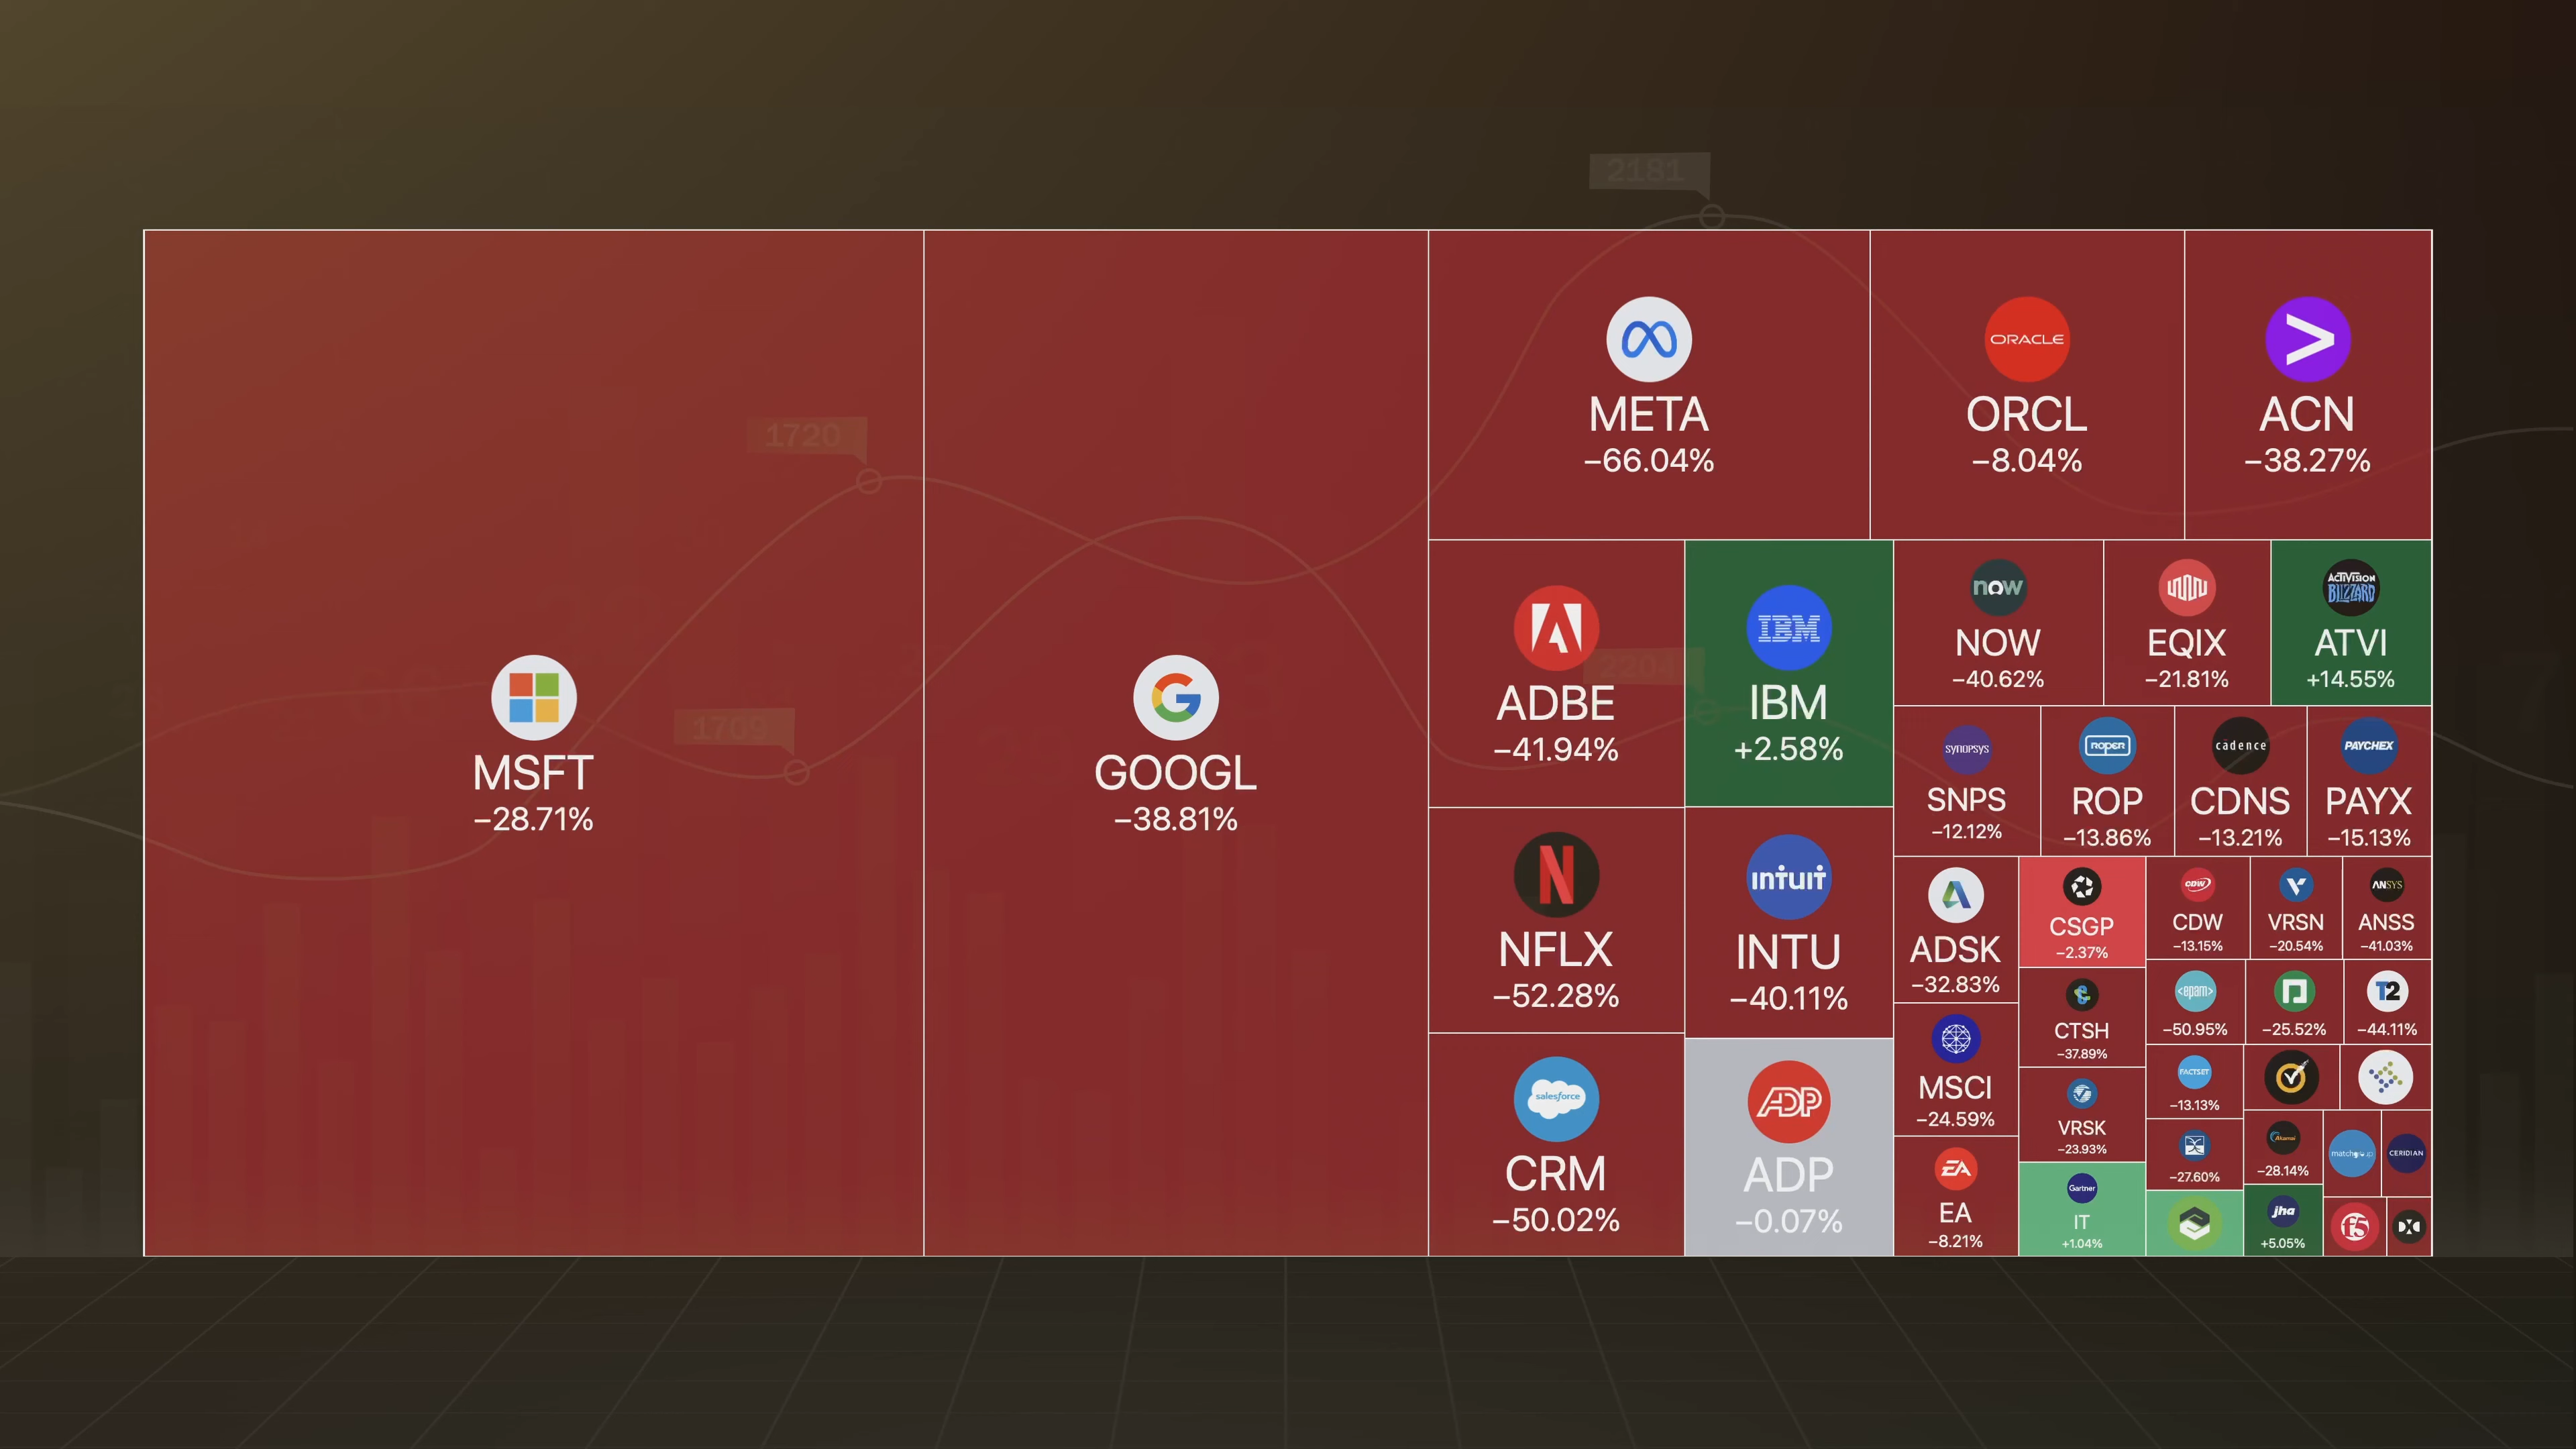 2181
1720
1709
2204
MSFT
−28.71%
GOOGL
−38.81%
META
−66.04%
ORACLE
ORCL
−8.04%
ACN
−38.27%
ADBE
−41.94%
IBM
IBM
+2.58%
now
NOW
−40.62%
EQIX
−21.81%
ACTIVISION
BLIZZARD
ATVI
+14.55%
SYNOPSYS
SNPS
−12.12%
ROPER
ROP
−13.86%
cādence
CDNS
−13.21%
PAYCHEX
PAYX
−15.13%
NFLX
−52.28%
intuit
INTU
−40.11%
ADSK
−32.83%
CSGP
−2.37%
CDW
CDW
−13.15%
VRSN
−20.54%
ANSYS
ANSS
−41.03%
CTSH
−37.89%
<epam>
−50.95%
−25.52%
T2
−44.11%
salesforce
CRM
−50.02%
ADP
ADP
−0.07%
MSCI
−24.59%
VRSK
−23.93%
FACTSET
−13.13%
−27.60%
Akamai
−28.14%
matchgroup
CERIDIAN
EA
EA
−8.21%
Gartner
IT
+1.04%
jha
+5.05%
f5